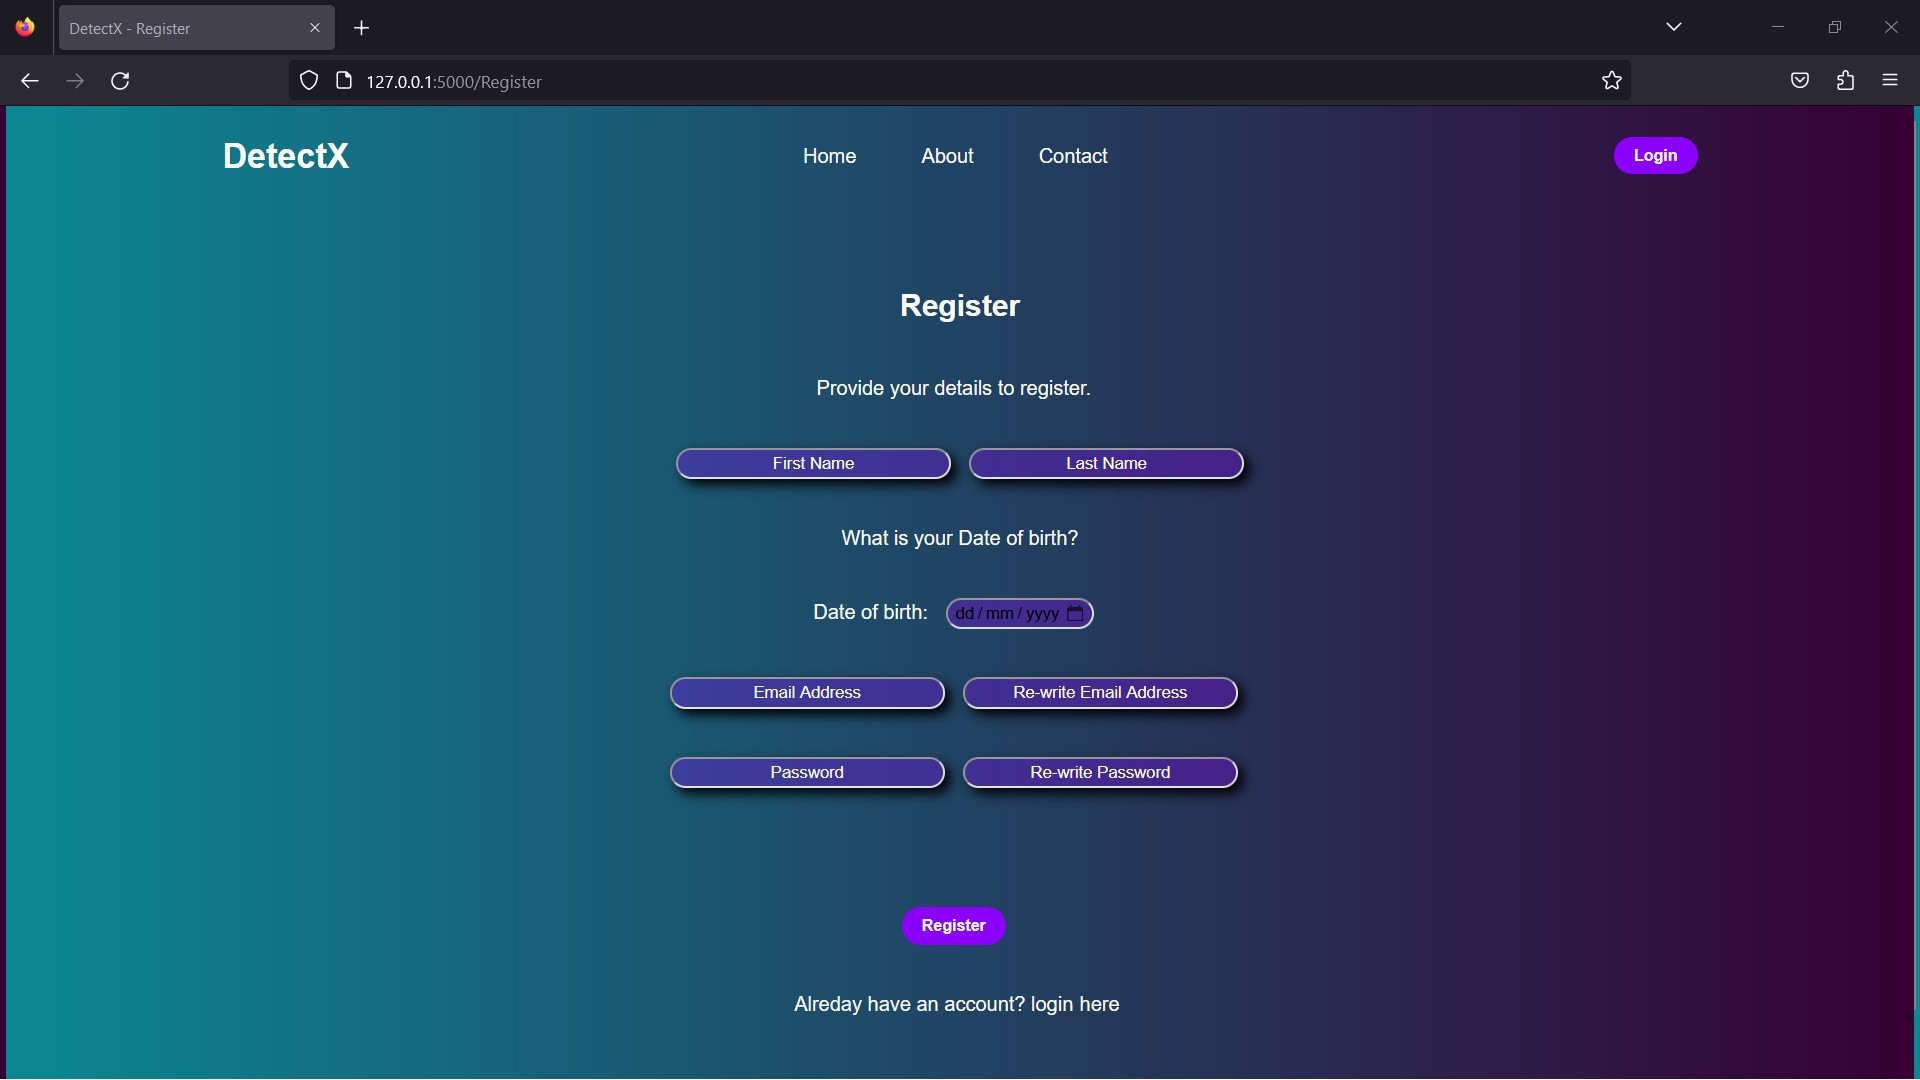 DetectX - Register
127.0.0.1:5000/Register
DetectX Home About Contact Login
Register
Provide your details to register.
First Name Last Name
What is your Date of birth?
Date of birth: dd / mm / yyyy
Email Address Re-write Email Address
Password Re-write Password
Register
Alreday have an account? login here